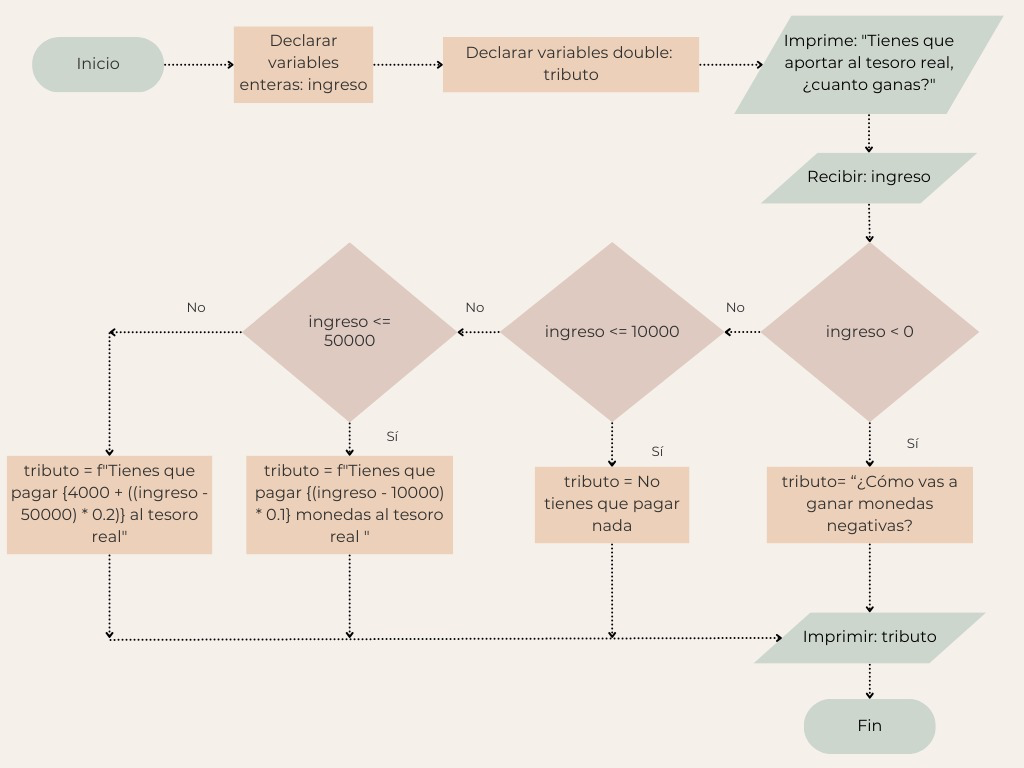 Inicio
Declarar
variables
enteras: ingreso
Declarar variables double:
tributo
Imprime: "Tienes que
aportar al tesoro real,
¿cuanto ganas?"
Recibir: ingreso
No
ingreso <=
50000
No
ingreso <= 10000
No
ingreso < 0
Sí
Sí
Sí
tributo = f"Tienes que
pagar {4000 + ((ingreso -
50000) * 0.2)} al tesoro
real"
tributo = f"Tienes que
pagar {(ingreso - 10000)
* 0.1} monedas al tesoro
real "
tributo = No
tienes que pagar
nada
tributo= “¿Cómo vas a
ganar monedas
negativas?
Imprimir: tributo
Fin